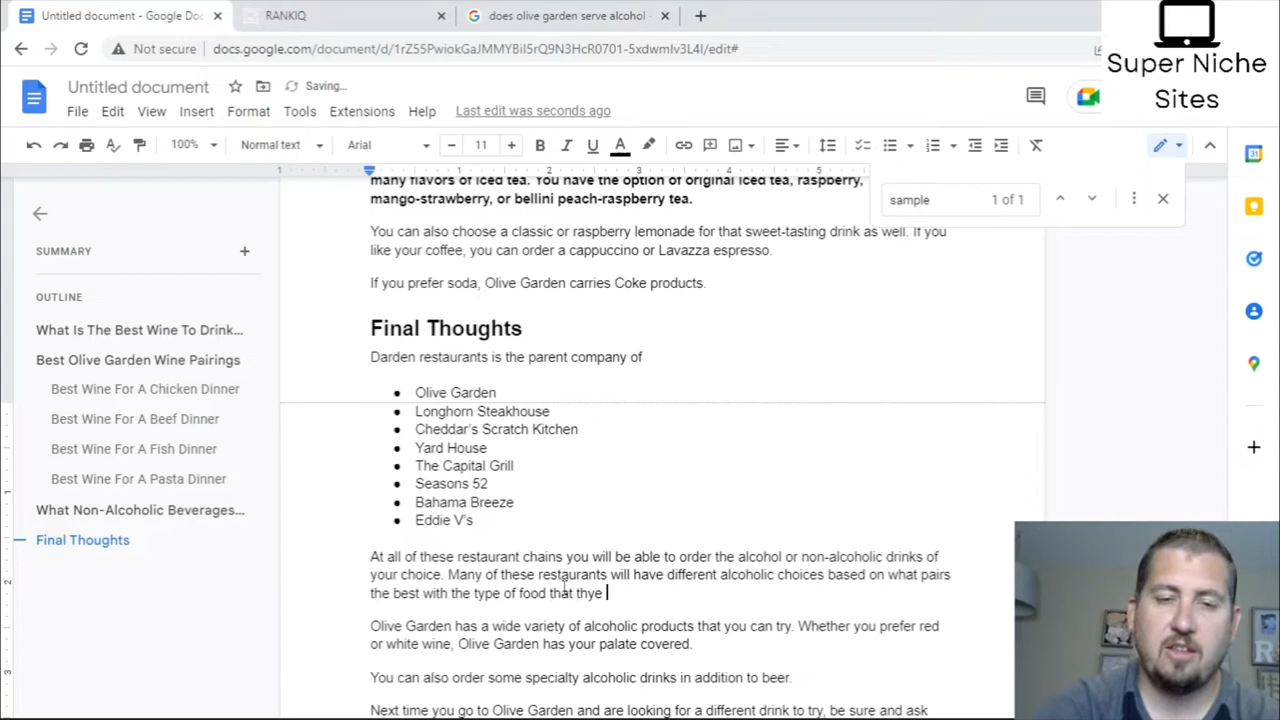 Untitled document - Google Doc
RANKIQ
does olive garden serve alcohol -
Not secure
docs.google.com/document/d/1rZ55PwiokGaJMMYBiI5rQ9N3HcR0701-5xdwmIv3L4I/edit#
Super Niche
Sites
Untitled document
Saving...
File Edit View Insert Format Tools Extensions Help Last edit was seconds ago
100% Normal text Arial 11 B I U A
1 1 2 3 4 5
sample 1 of 1
many flavors of iced tea. You have the option of original iced tea, raspberry,
mango-strawberry, or bellini peach-raspberry tea.
You can also choose a classic or raspberry lemonade for that sweet-tasting drink as well. If you
like your coffee, you can order a cappuccino or Lavazza espresso.
If you prefer soda, Olive Garden carries Coke products.
Final Thoughts
Darden restaurants is the parent company of
● Olive Garden
● Longhorn Steakhouse
● Cheddar's Scratch Kitchen
● Yard House
● The Capital Grill
● Seasons 52
● Bahama Breeze
● Eddie V's
At all of these restaurant chains you will be able to order the alcohol or non-alcoholic drinks of
your choice. Many of these restaurants will have different alcoholic choices based on what pairs
the best with the type of food that thye
Olive Garden has a wide variety of alcoholic products that you can try. Whether you prefer red
or white wine, Olive Garden has your palate covered.
You can also order some specialty alcoholic drinks in addition to beer.
Next time you go to Olive Garden and are looking for a different drink to try, be sure and ask
SUMMARY
OUTLINE
What Is The Best Wine To Drink...
Best Olive Garden Wine Pairings
Best Wine For A Chicken Dinner
Best Wine For A Beef Dinner
Best Wine For A Fish Dinner
Best Wine For A Pasta Dinner
What Non-Alcoholic Beverages...
Final Thoughts
1
2
3
31